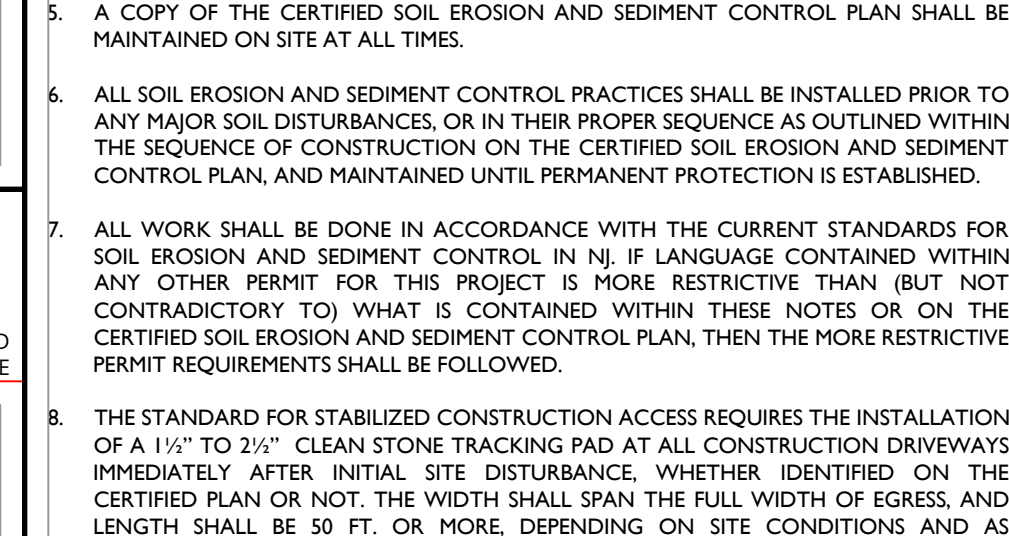 5. A COPY OF THE CERTIFIED SOIL EROSION AND SEDIMENT CONTROL PLAN SHALL BE
MAINTAINED ON SITE AT ALL TIMES.
6. ALL SOIL EROSION AND SEDIMENT CONTROL PRACTICES SHALL BE INSTALLED PRIOR TO
ANY MAJOR SOIL DISTURBANCES, OR IN THEIR PROPER SEQUENCE AS OUTLINED WITHIN
THE SEQUENCE OF CONSTRUCTION ON THE CERTIFIED SOIL EROSION AND SEDIMENT
CONTROL PLAN, AND MAINTAINED UNTIL PERMANENT PROTECTION IS ESTABLISHED.
7. ALL WORK SHALL BE DONE IN ACCORDANCE WITH THE CURRENT STANDARDS FOR
SOIL EROSION AND SEDIMENT CONTROL IN NJ. IF LANGUAGE CONTAINED WITHIN
ANY OTHER PERMIT FOR THIS PROJECT IS MORE RESTRICTIVE THAN (BUT NOT
CONTRADICTORY TO) WHAT IS CONTAINED WITHIN THESE NOTES OR ON THE
CERTIFIED SOIL EROSION AND SEDIMENT CONTROL PLAN, THEN THE MORE RESTRICTIVE
PERMIT REQUIREMENTS SHALL BE FOLLOWED.
8. THE STANDARD FOR STABILIZED CONSTRUCTION ACCESS REQUIRES THE INSTALLATION
OF A 1½” TO 2½” CLEAN STONE TRACKING PAD AT ALL CONSTRUCTION DRIVEWAYS
IMMEDIATELY AFTER INITIAL SITE DISTURBANCE, WHETHER IDENTIFIED ON THE
CERTIFIED PLAN OR NOT. THE WIDTH SHALL SPAN THE FULL WIDTH OF EGRESS, AND
LENGTH SHALL BE 50 FT. OR MORE, DEPENDING ON SITE CONDITIONS AND AS